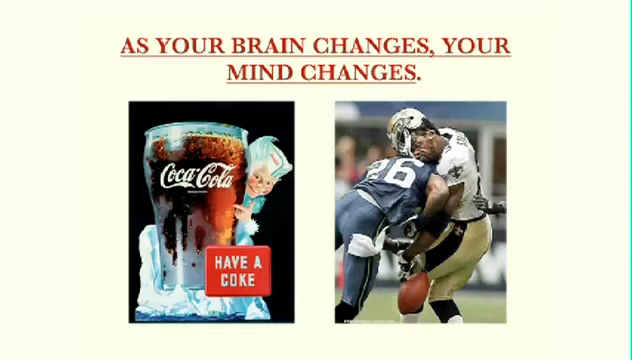 AS YOUR BRAIN CHANGES, YOUR
MIND CHANGES.
Coca-Cola
HAVE A
COKE
26